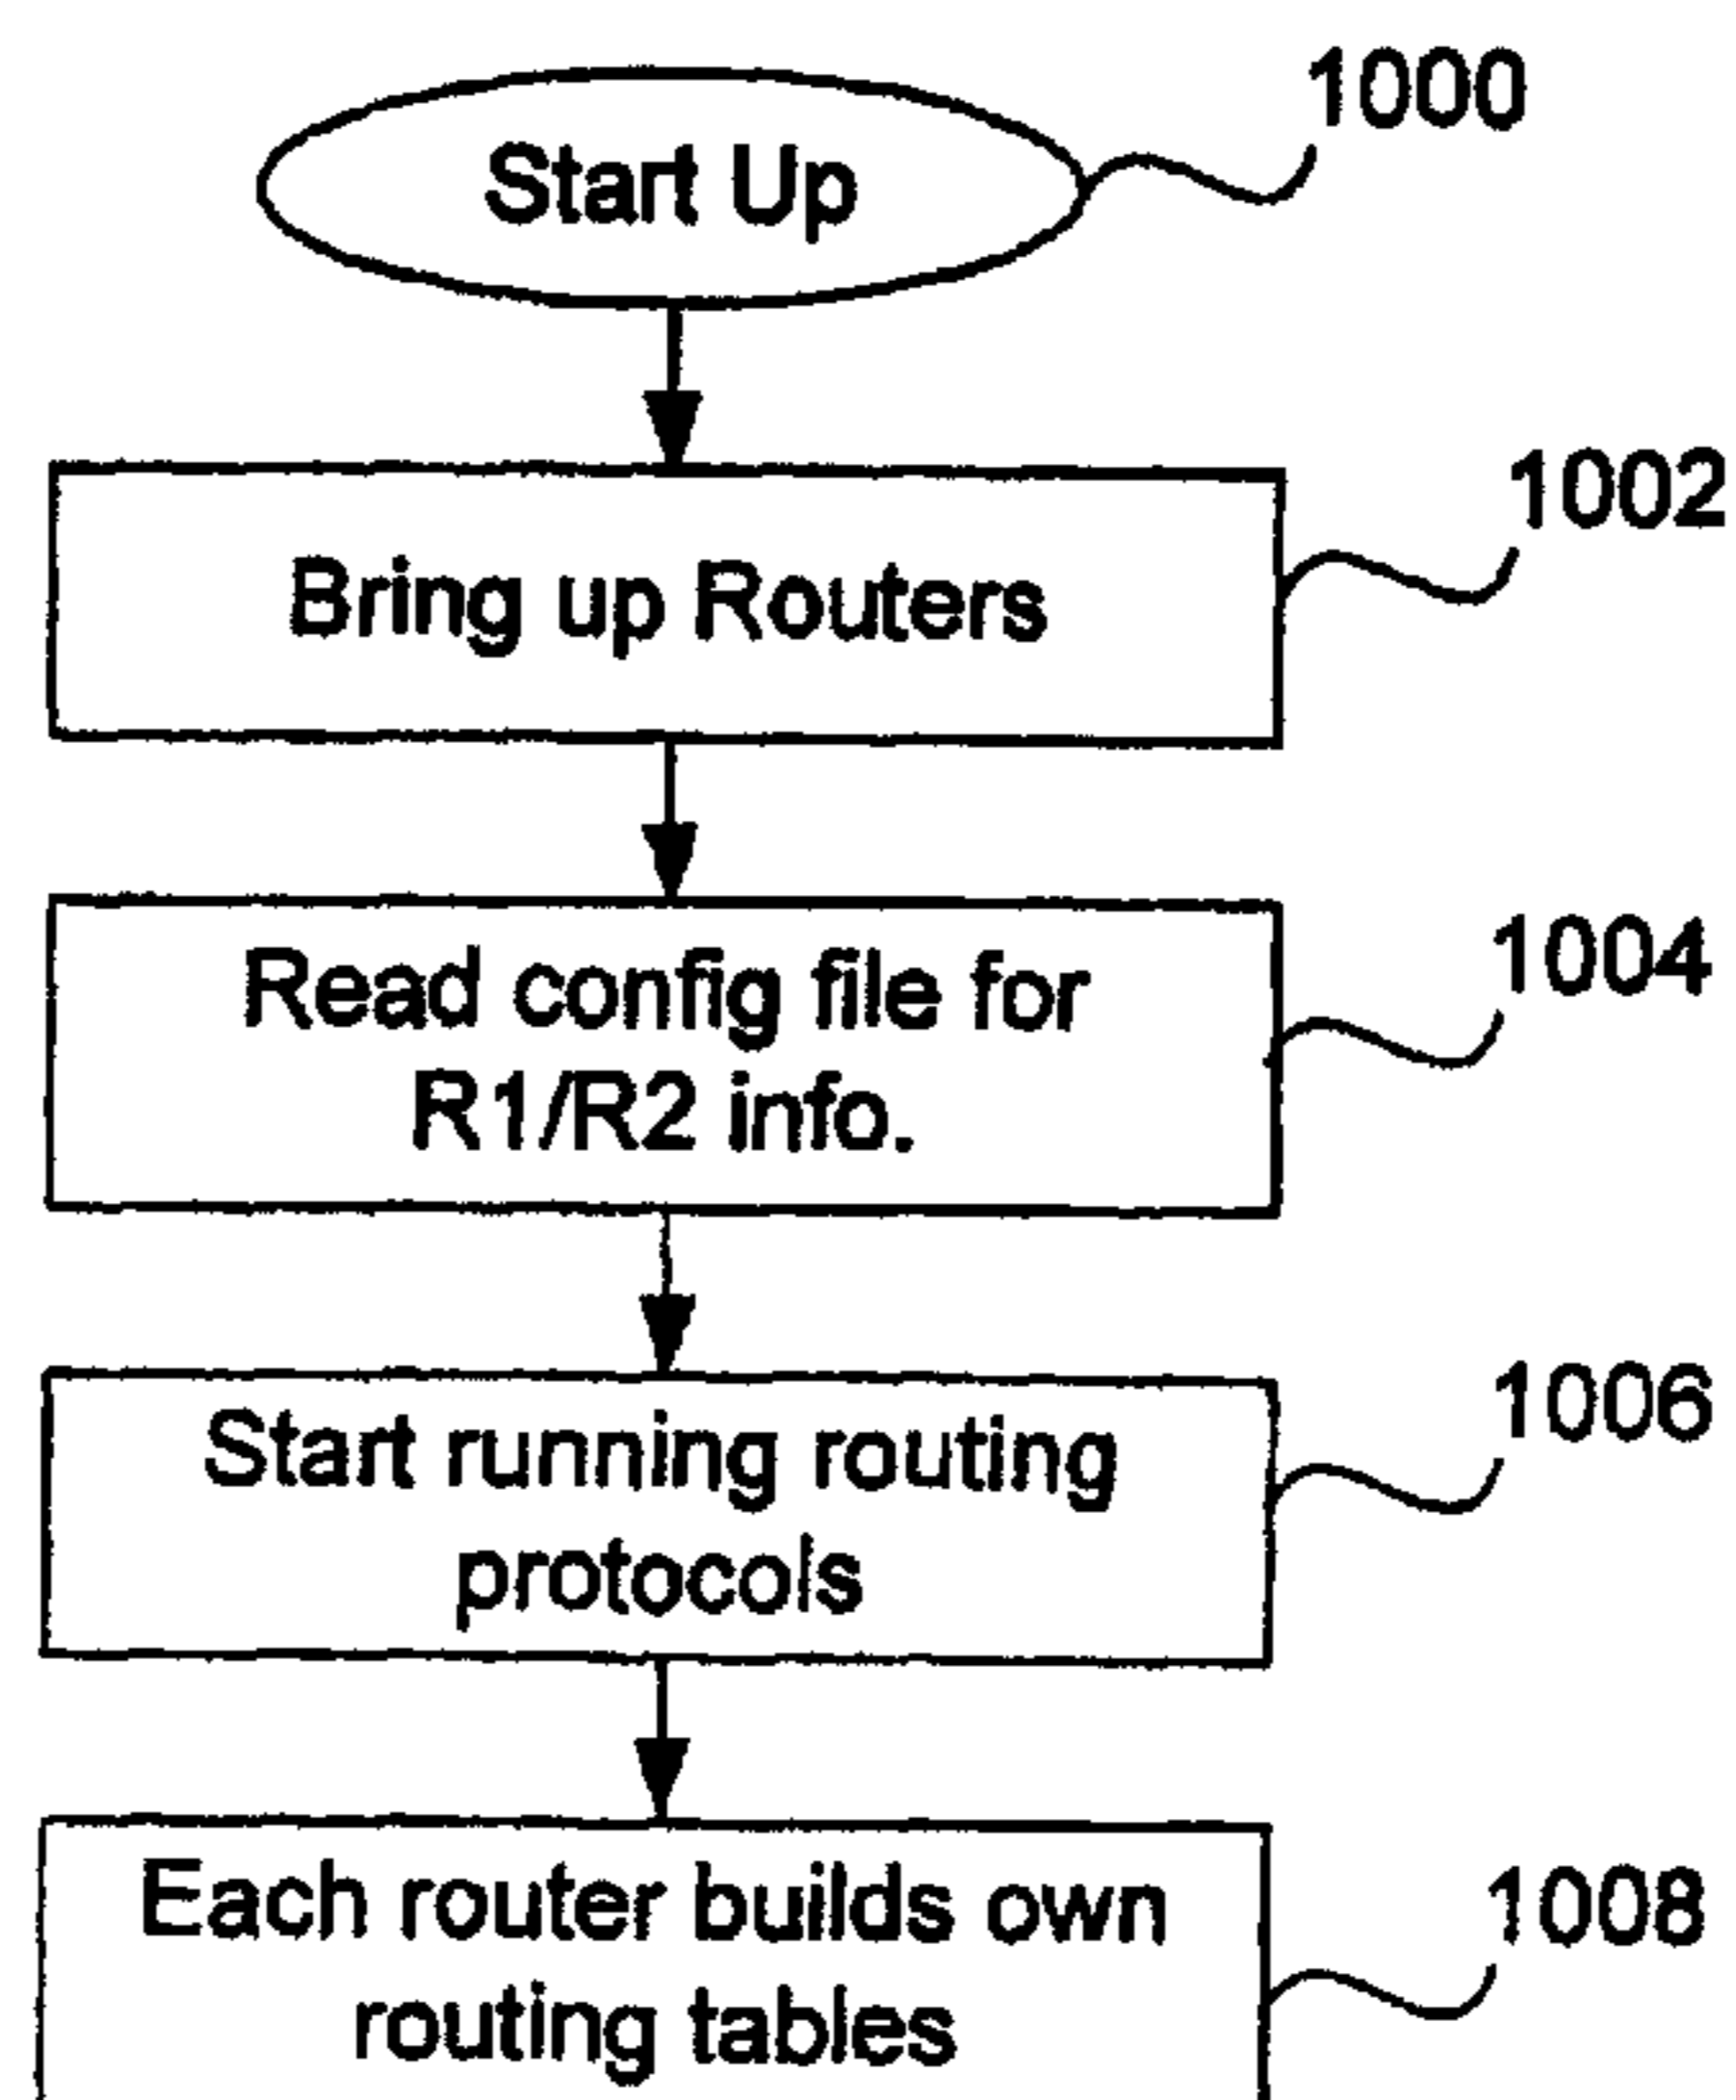 1000
Start Up
1002
Bring up Routers
1004
Read config file for
R1/R2 info.
1006
Start running routing
protocols
1008
Each router builds own
routing tables